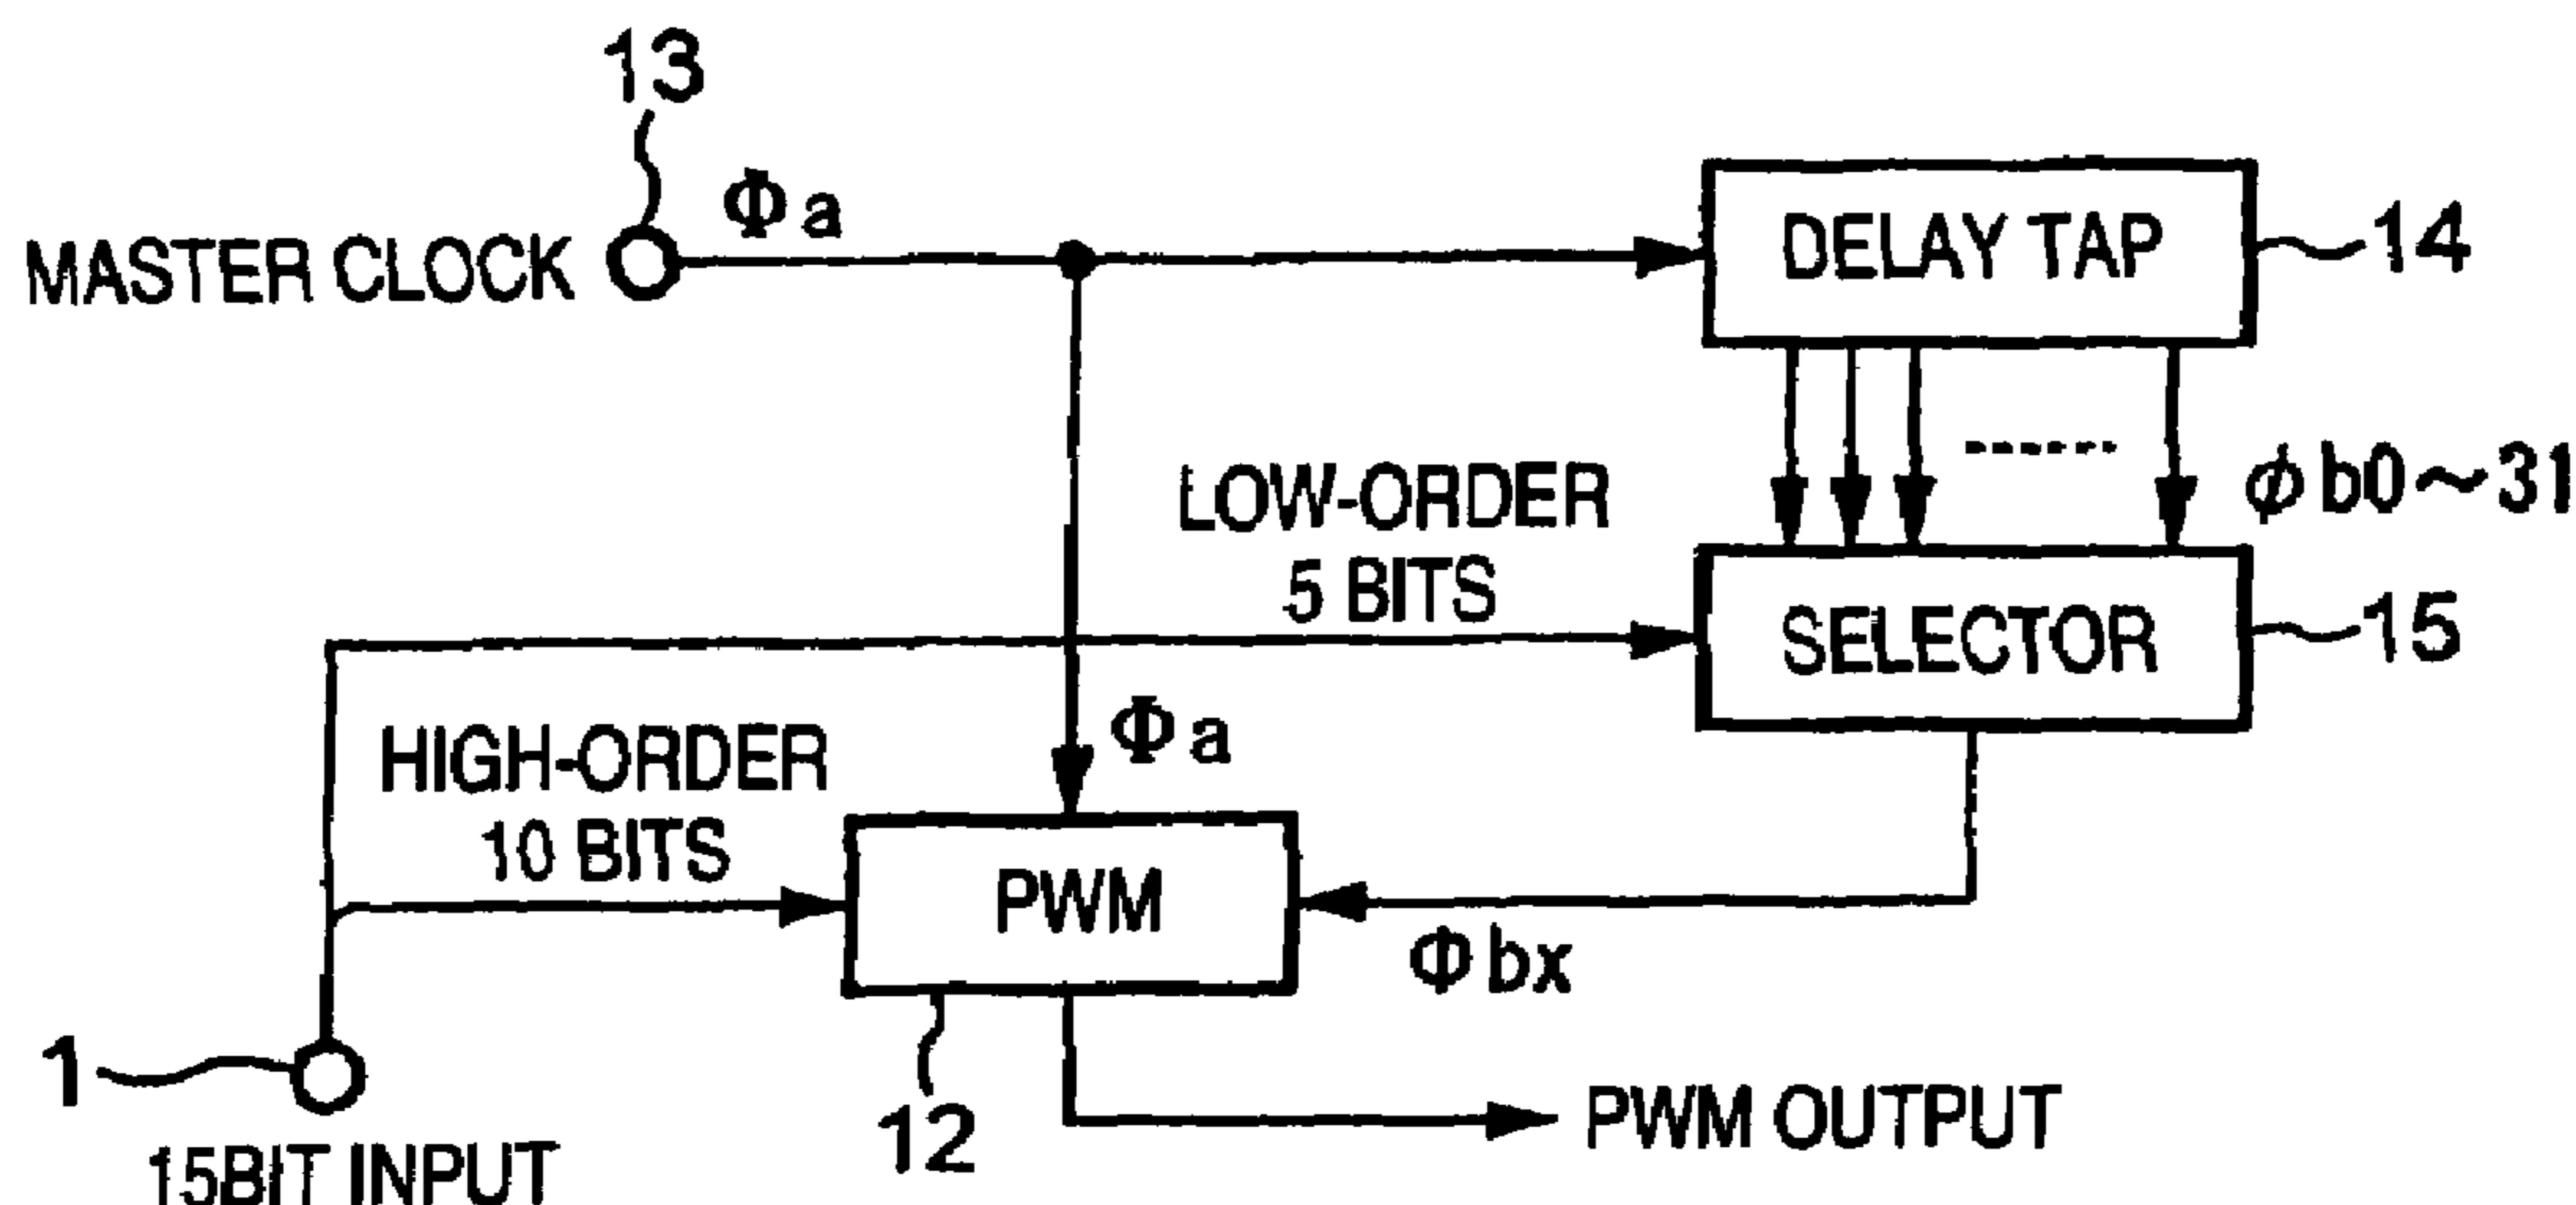 13
Φa
MASTER CLOCK
DELAY TAP
14
LOW-ORDER
5 BITS
ϕb0~31
SELECTOR
15
HIGH-ORDER
10 BITS
Φa
PWM
Φbx
1
12
15BIT INPUT
PWM OUTPUT